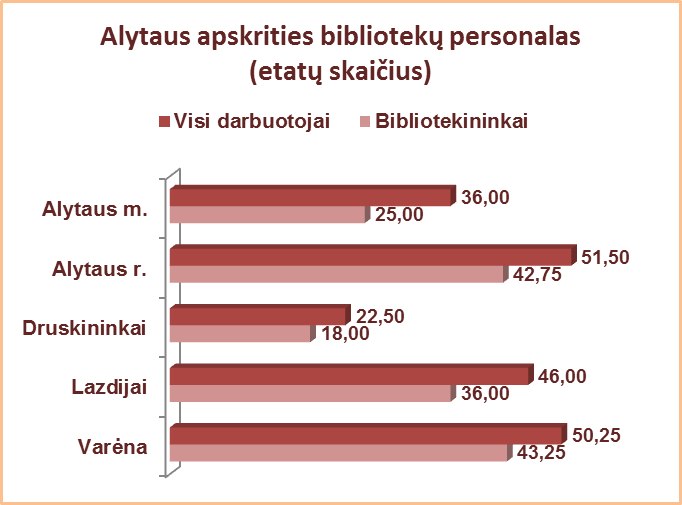 Alytaus apskrities bibliotekų personalas
(etatų skaičius)
Visi darbuotojai Bibliotekininkai
Alytaus m. 36,00
25,00
Alytaus r. 51,50
42,75
Druskininkai 22,50
18,00
Lazdijai 46,00
36,00
Varėna 50,25
43,25